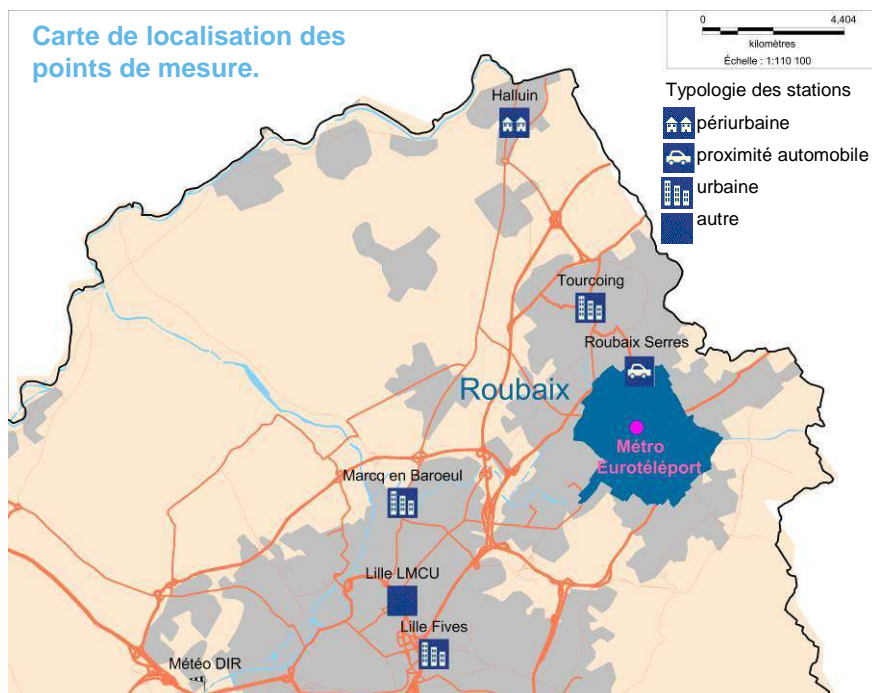 Carte de localisation des
points de mesure.
0 4,404
kilomètres
Échelle : 1:110 100
Typologie des stations
périurbaine
proximité automobile
urbaine
autre
Halluin
Tourcoing
Roubaix Serres
Roubaix
Métro
Eurotéléport
Marcq en Baroeul
Lille LMCU
Lille Fives
Météo DIR